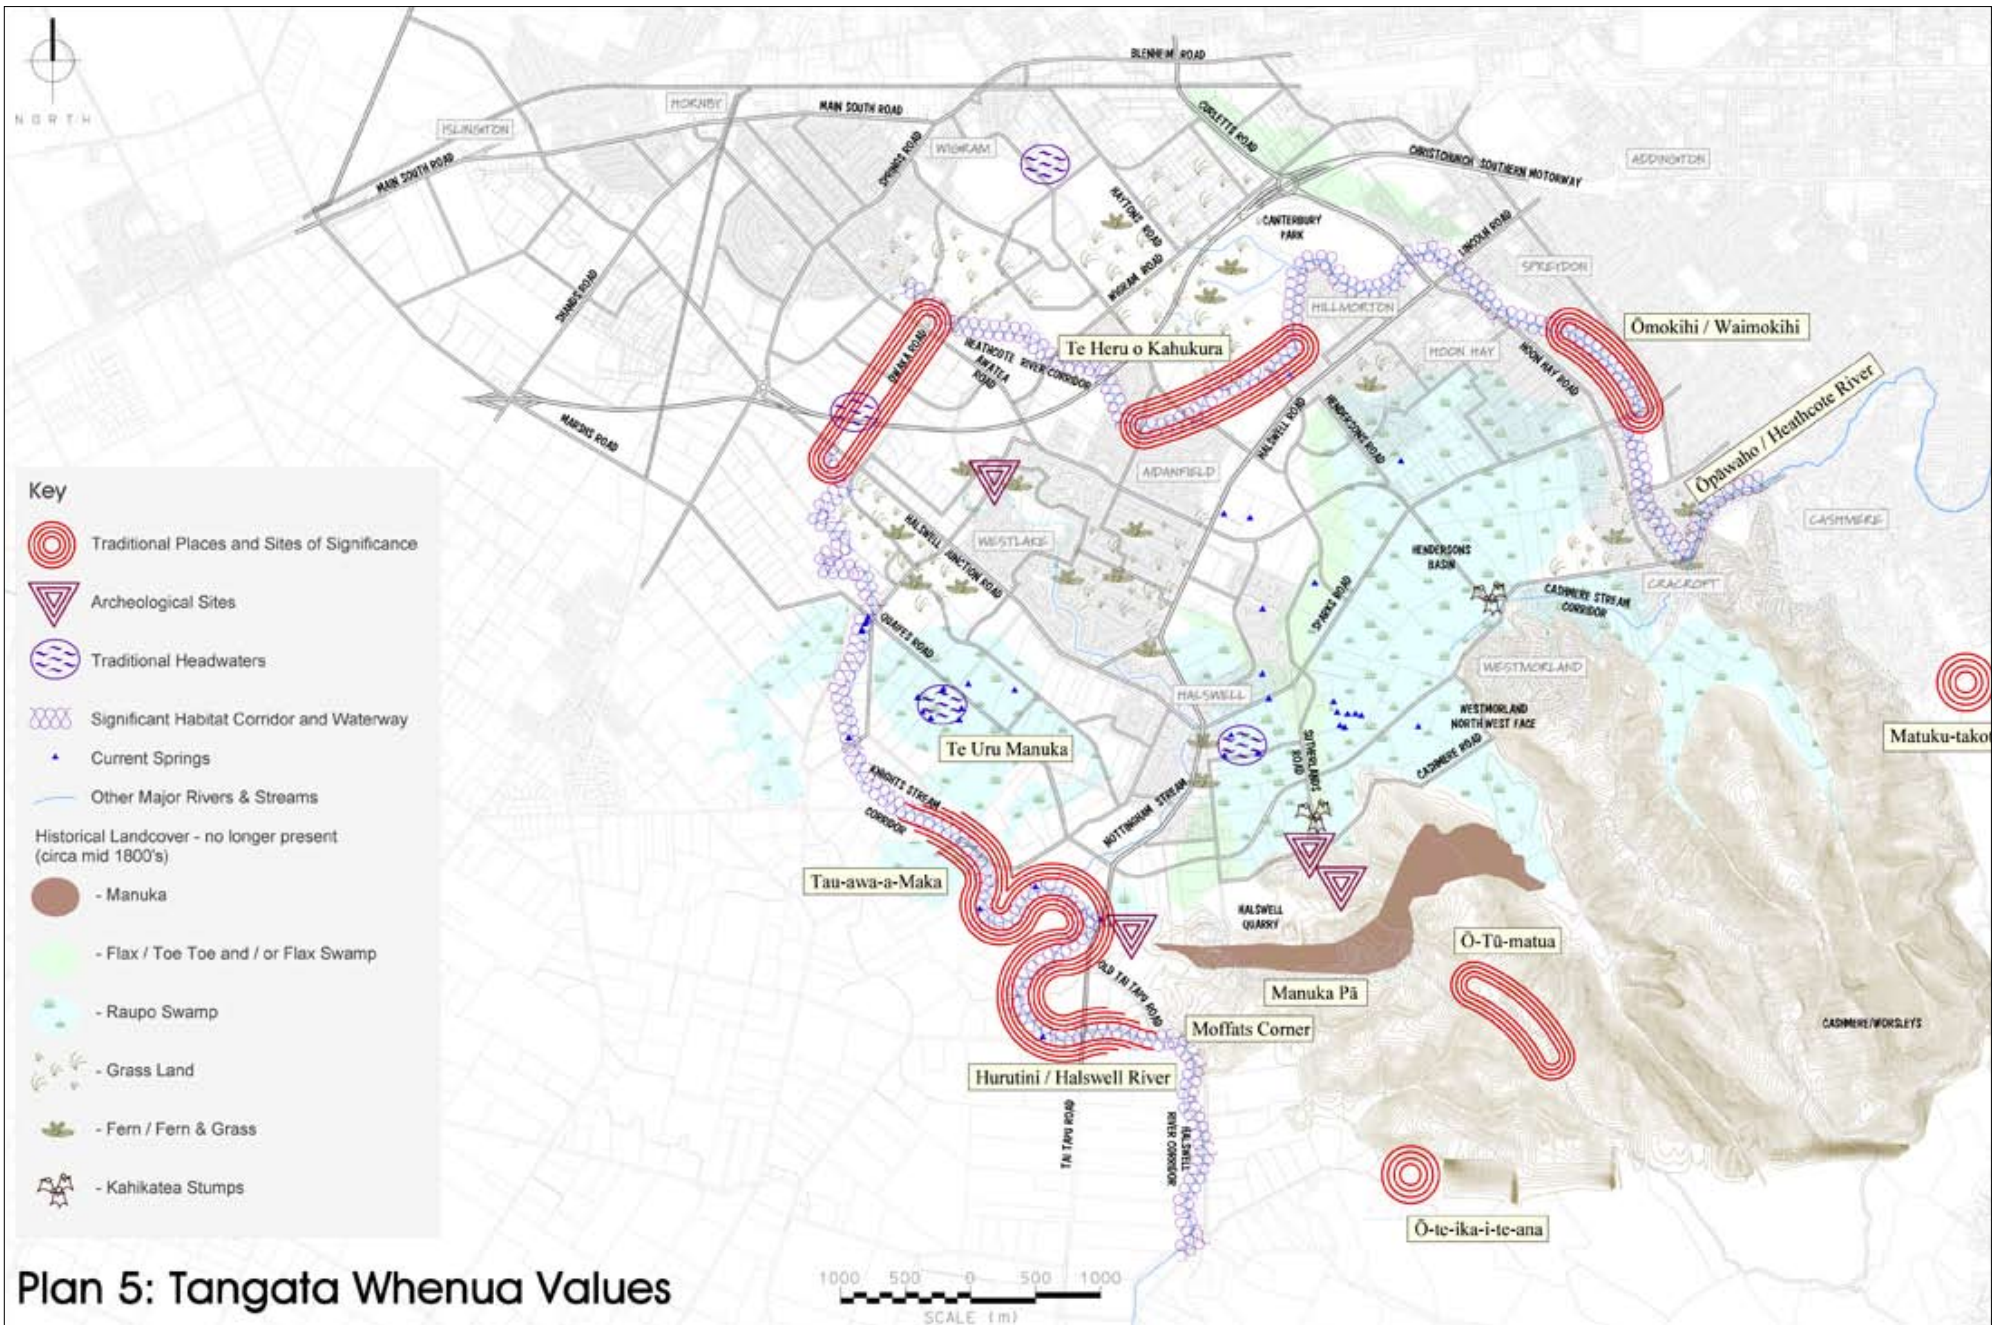 NORTH
BLENHEIM ROAD
HORNBY
MAIN SOUTH ROAD
ISLINGTON
MAIN SOUTH ROAD
SPRINGS ROAD
WIGRAM
CURLETTS ROAD
CHRISTCHURCH SOUTHERN MOTORWAY
ADDINGTON
HAYTONS ROAD
CANTERBURY
PARK
LINCOLN ROAD
SPREYDON
WIGRAM ROAD
SHANDS ROAD
HILLMORTON
OWAKA ROAD
HEATHCOTE RIVER CORRIDOR
AWATEA
ROAD
Te Heru o Kahukura
Ōmokihi / Waimokihi
HOON HAY
HOON HAY ROAD
MARSHS ROAD
HALSWELL ROAD
HENDERSONS ROAD
Ōpāwaho / Heathcote River
AIDANFIELD
CASHMERE
HALSWELL JUNCTION ROAD
WESTLAKE
HENDERSONS
BASIN
CRACROFT
CASHMERE STREAM
CORRIDOR
SPARKS ROAD
QUAIFES ROAD
WESTMORLAND
HALSWELL
WESTMORLAND
NORTH WEST FACE
Matuku-takot
Te Uru Manuka
SUTHERLANDS
ROAD
CASHMERE ROAD
KNIGHTS STREAM
CORRIDOR
NOTTINGHAM STREAM
Tau-awa-a-Maka
HALSWELL
QUARRY
Ō-Tū-matua
OLD TAI TAPU ROAD
Manuka Pā
Moffats Corner
CASHMERE/WORSLEYS
Hurutini / Halswell River
TAI TAPU ROAD
HALSWELL
RIVER CORRIDOR
Ō-te-ika-i-te-ana
Key
Traditional Places and Sites of Significance
Archeological Sites
Traditional Headwaters
Significant Habitat Corridor and Waterway
Current Springs
Other Major Rivers & Streams
Historical Landcover - no longer present
(circa mid 1800's)
- Manuka
- Flax / Toe Toe and / or Flax Swamp
- Raupo Swamp
- Grass Land
- Fern / Fern & Grass
- Kahikatea Stumps
Plan 5: Tangata Whenua Values
1000 500 0 500 1000
SCALE (m)